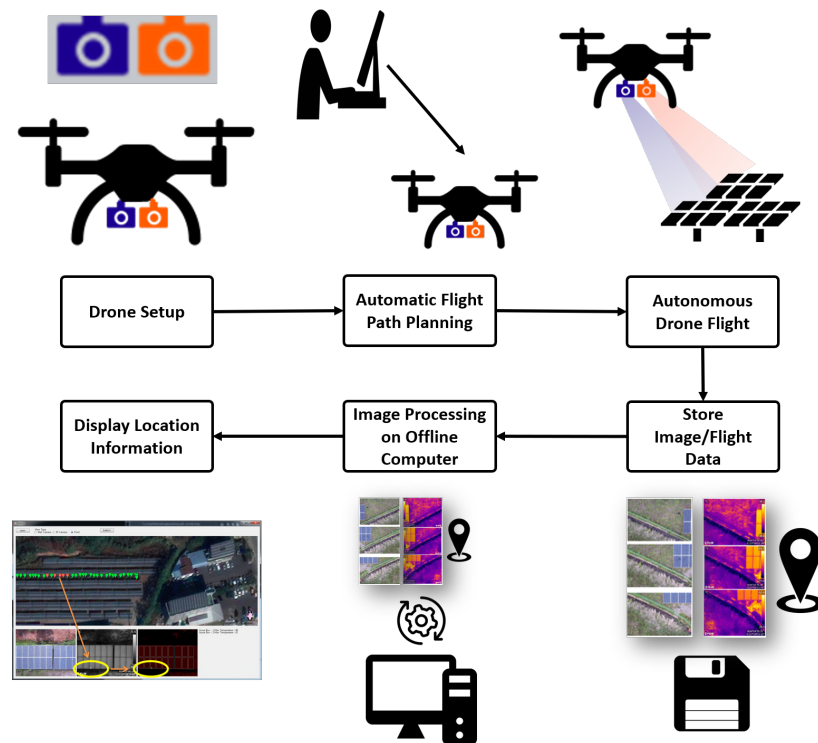 Drone Setup
Automatic Flight
Path Planning
Autonomous
Drone Flight
Display Location
Information
Image Processing
on Offline
Computer
Store
Image/Flight
Data